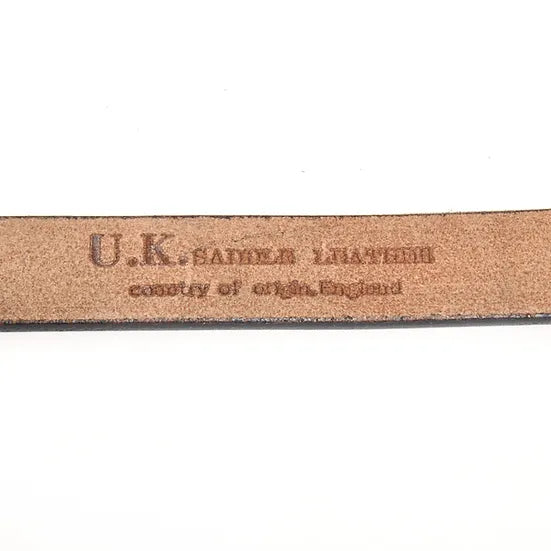 U.K. SADDLE LEATHER
country of origin, England